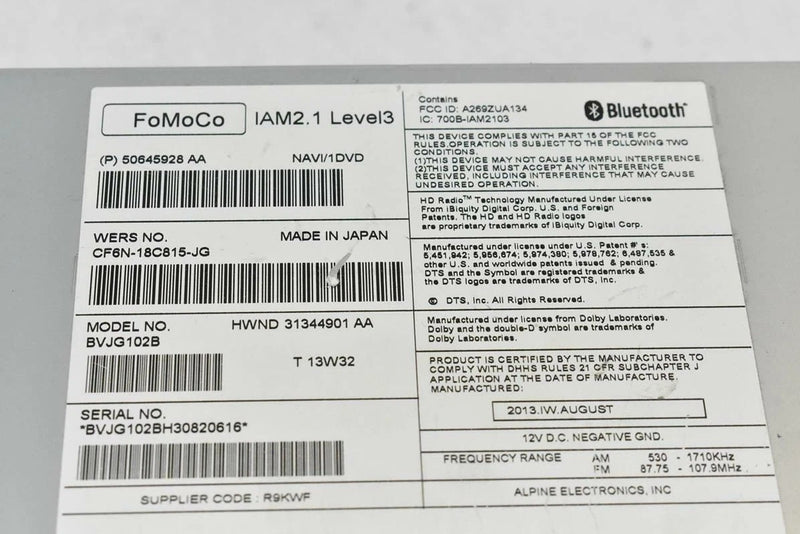 FoMoCo IAM2.1 Level3
(P) 50645928 AA NAVI/1DVD
WERS NO. MADE IN JAPAN
CF6N-18C815-JG
MODEL NO. HWND 31344901 AA
BVJG102B
T 13W32
SERIAL NO.
*BVJG102BH30820616*
SUPPLIER CODE : R9KWF
Contains
FCC ID: A269ZUA134
IC: 700B-IAM2103
Bluetooth
THIS DEVICE COMPLIES WITH PART 15 OF THE FCC
RULES.OPERATION IS SUBJECT TO THE FOLLOWING TWO
CONDITIONS.
(1)THIS DEVICE MAY NOT CAUSE HARMFUL INTERFERENCE.
(2)THIS DEVICE MUST ACCEPT ANY INTERFERENCE
RECEIVED, INCLUDING INTERFERENCE THAT MAY CAUSE
UNDESIRED OPERATION.
HD Radio™ Technology Manufactured Under License
From iBiquity Digital Corp. U.S. and Foreign
Patents. The HD and HD Radio logos
are proprietary trademarks of iBiquity Digital Corp.
Manufactured under license under U.S. Patent #'s:
5,451,942; 5,956,674; 5,974,380; 5,978,762; 6,487,535 &
other U.S. and worldwide patents issued & pending.
DTS and the Symbol are registered trademarks &
DTS logos are trademarks of DTS, Inc.
© DTS, Inc. All Rights Reserved.
Manufactured under license from Dolby Laboratories.
Dolby and the double-D symbol are trademarks of
Dolby Laboratories.
PRODUCT IS CERTIFIED BY THE MANUFACTURER TO
COMPLY WITH DHHS RULES 21 CFR SUBCHAPTER J
APPLICATION AT THE DATE OF MANUFACTURE.
MANUFACTURED:
2013.IW.AUGUST
12V D.C. NEGATIVE GND.
FREQUENCY RANGE AM 530 - 1710KHz
FM 87.75 - 107.9MHz
ALPINE ELECTRONICS, INC